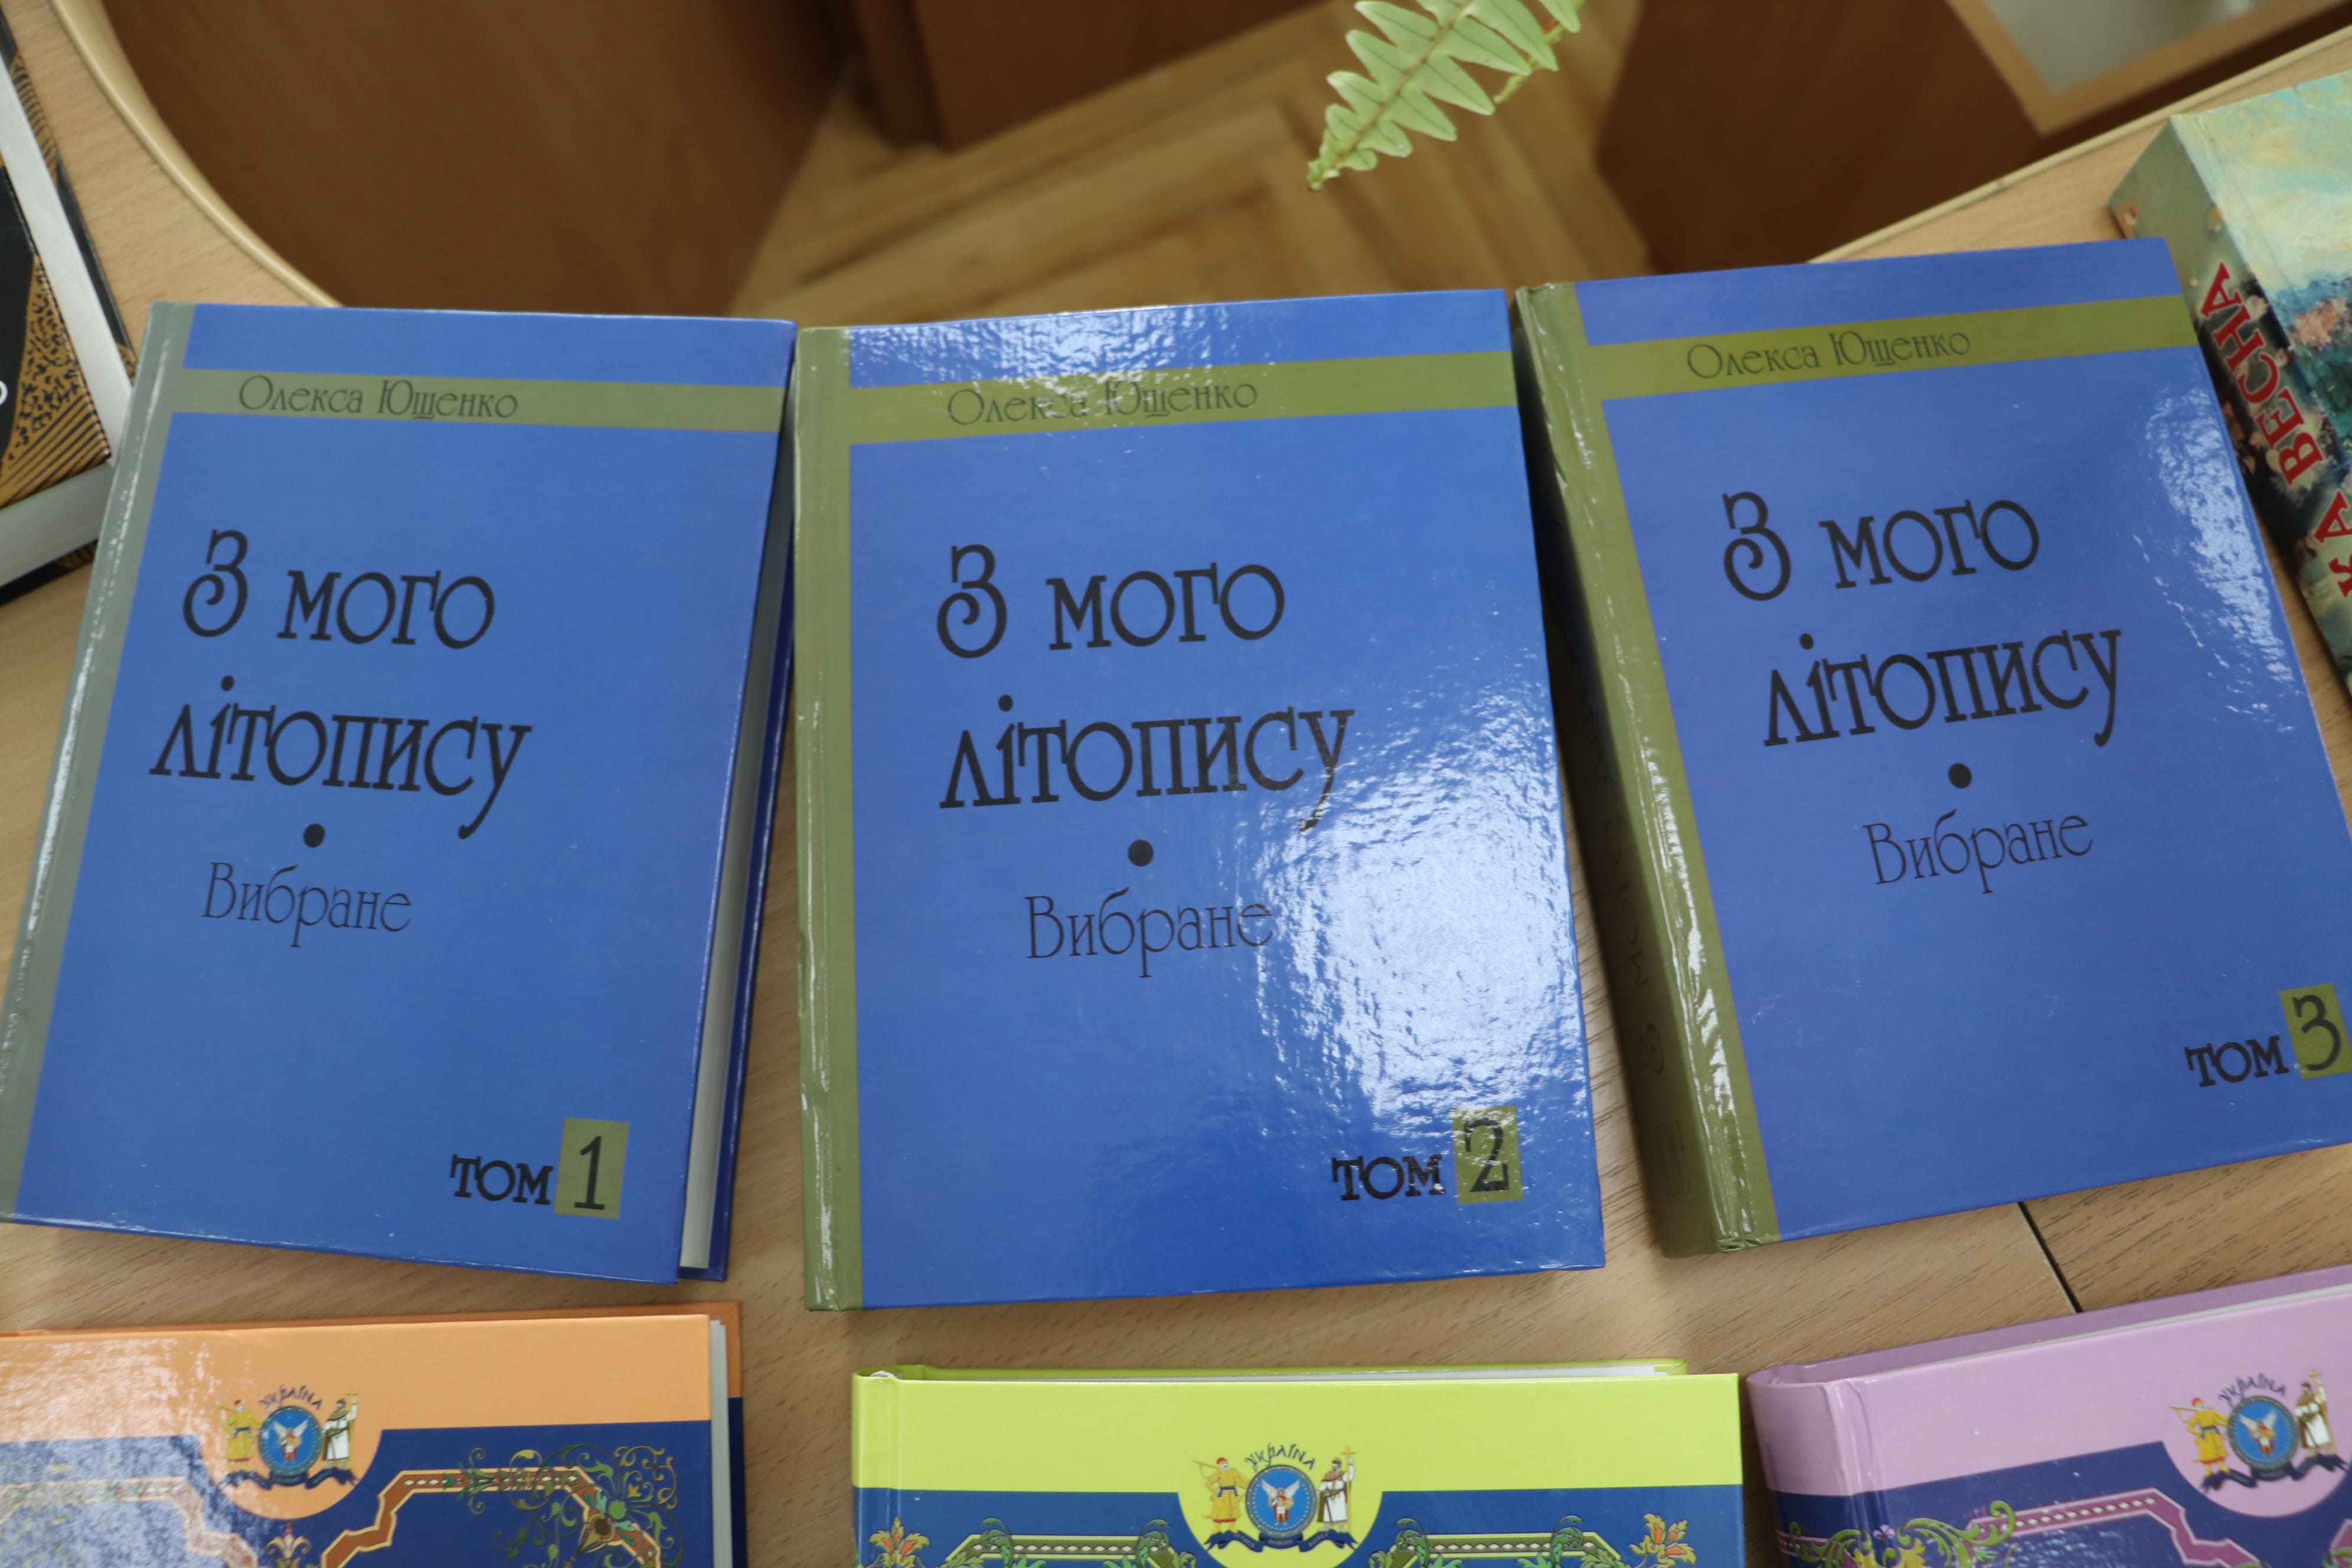 Олекса Ющенко
З мого
літопису
•
Вибране
том 1
Олекса Ющенко
З мого
літопису
•
Вибране
том 2
Олекса Ющенко
З мого
літопису
•
Вибране
том 3
ВЕСНА
УКРАЇНА
УКРАЇНА
УКРАЇНА